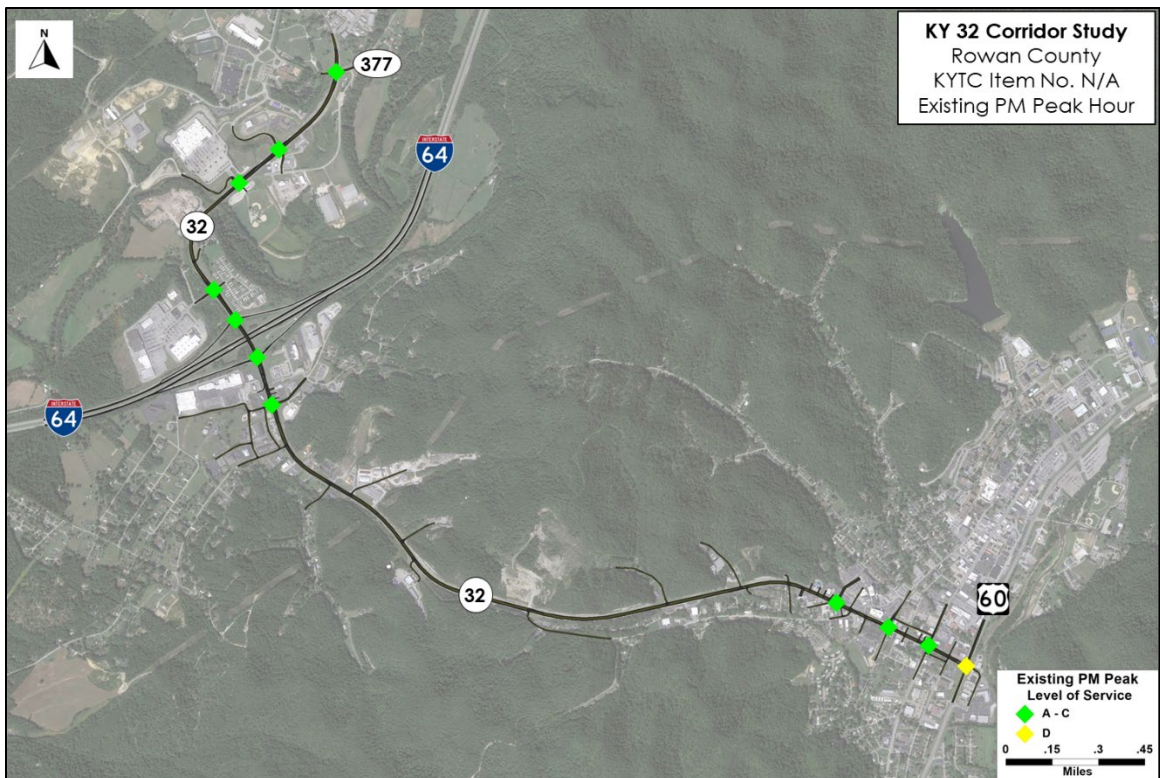 N
KY 32 Corridor Study
Rowan County
KYTC Item No. N/A
Existing PM Peak Hour
377
INTERSTATE
64
32
INTERSTATE
64
32
60
Existing PM Peak
Level of Service
A - C
D
0 .15 .3 .45
Miles